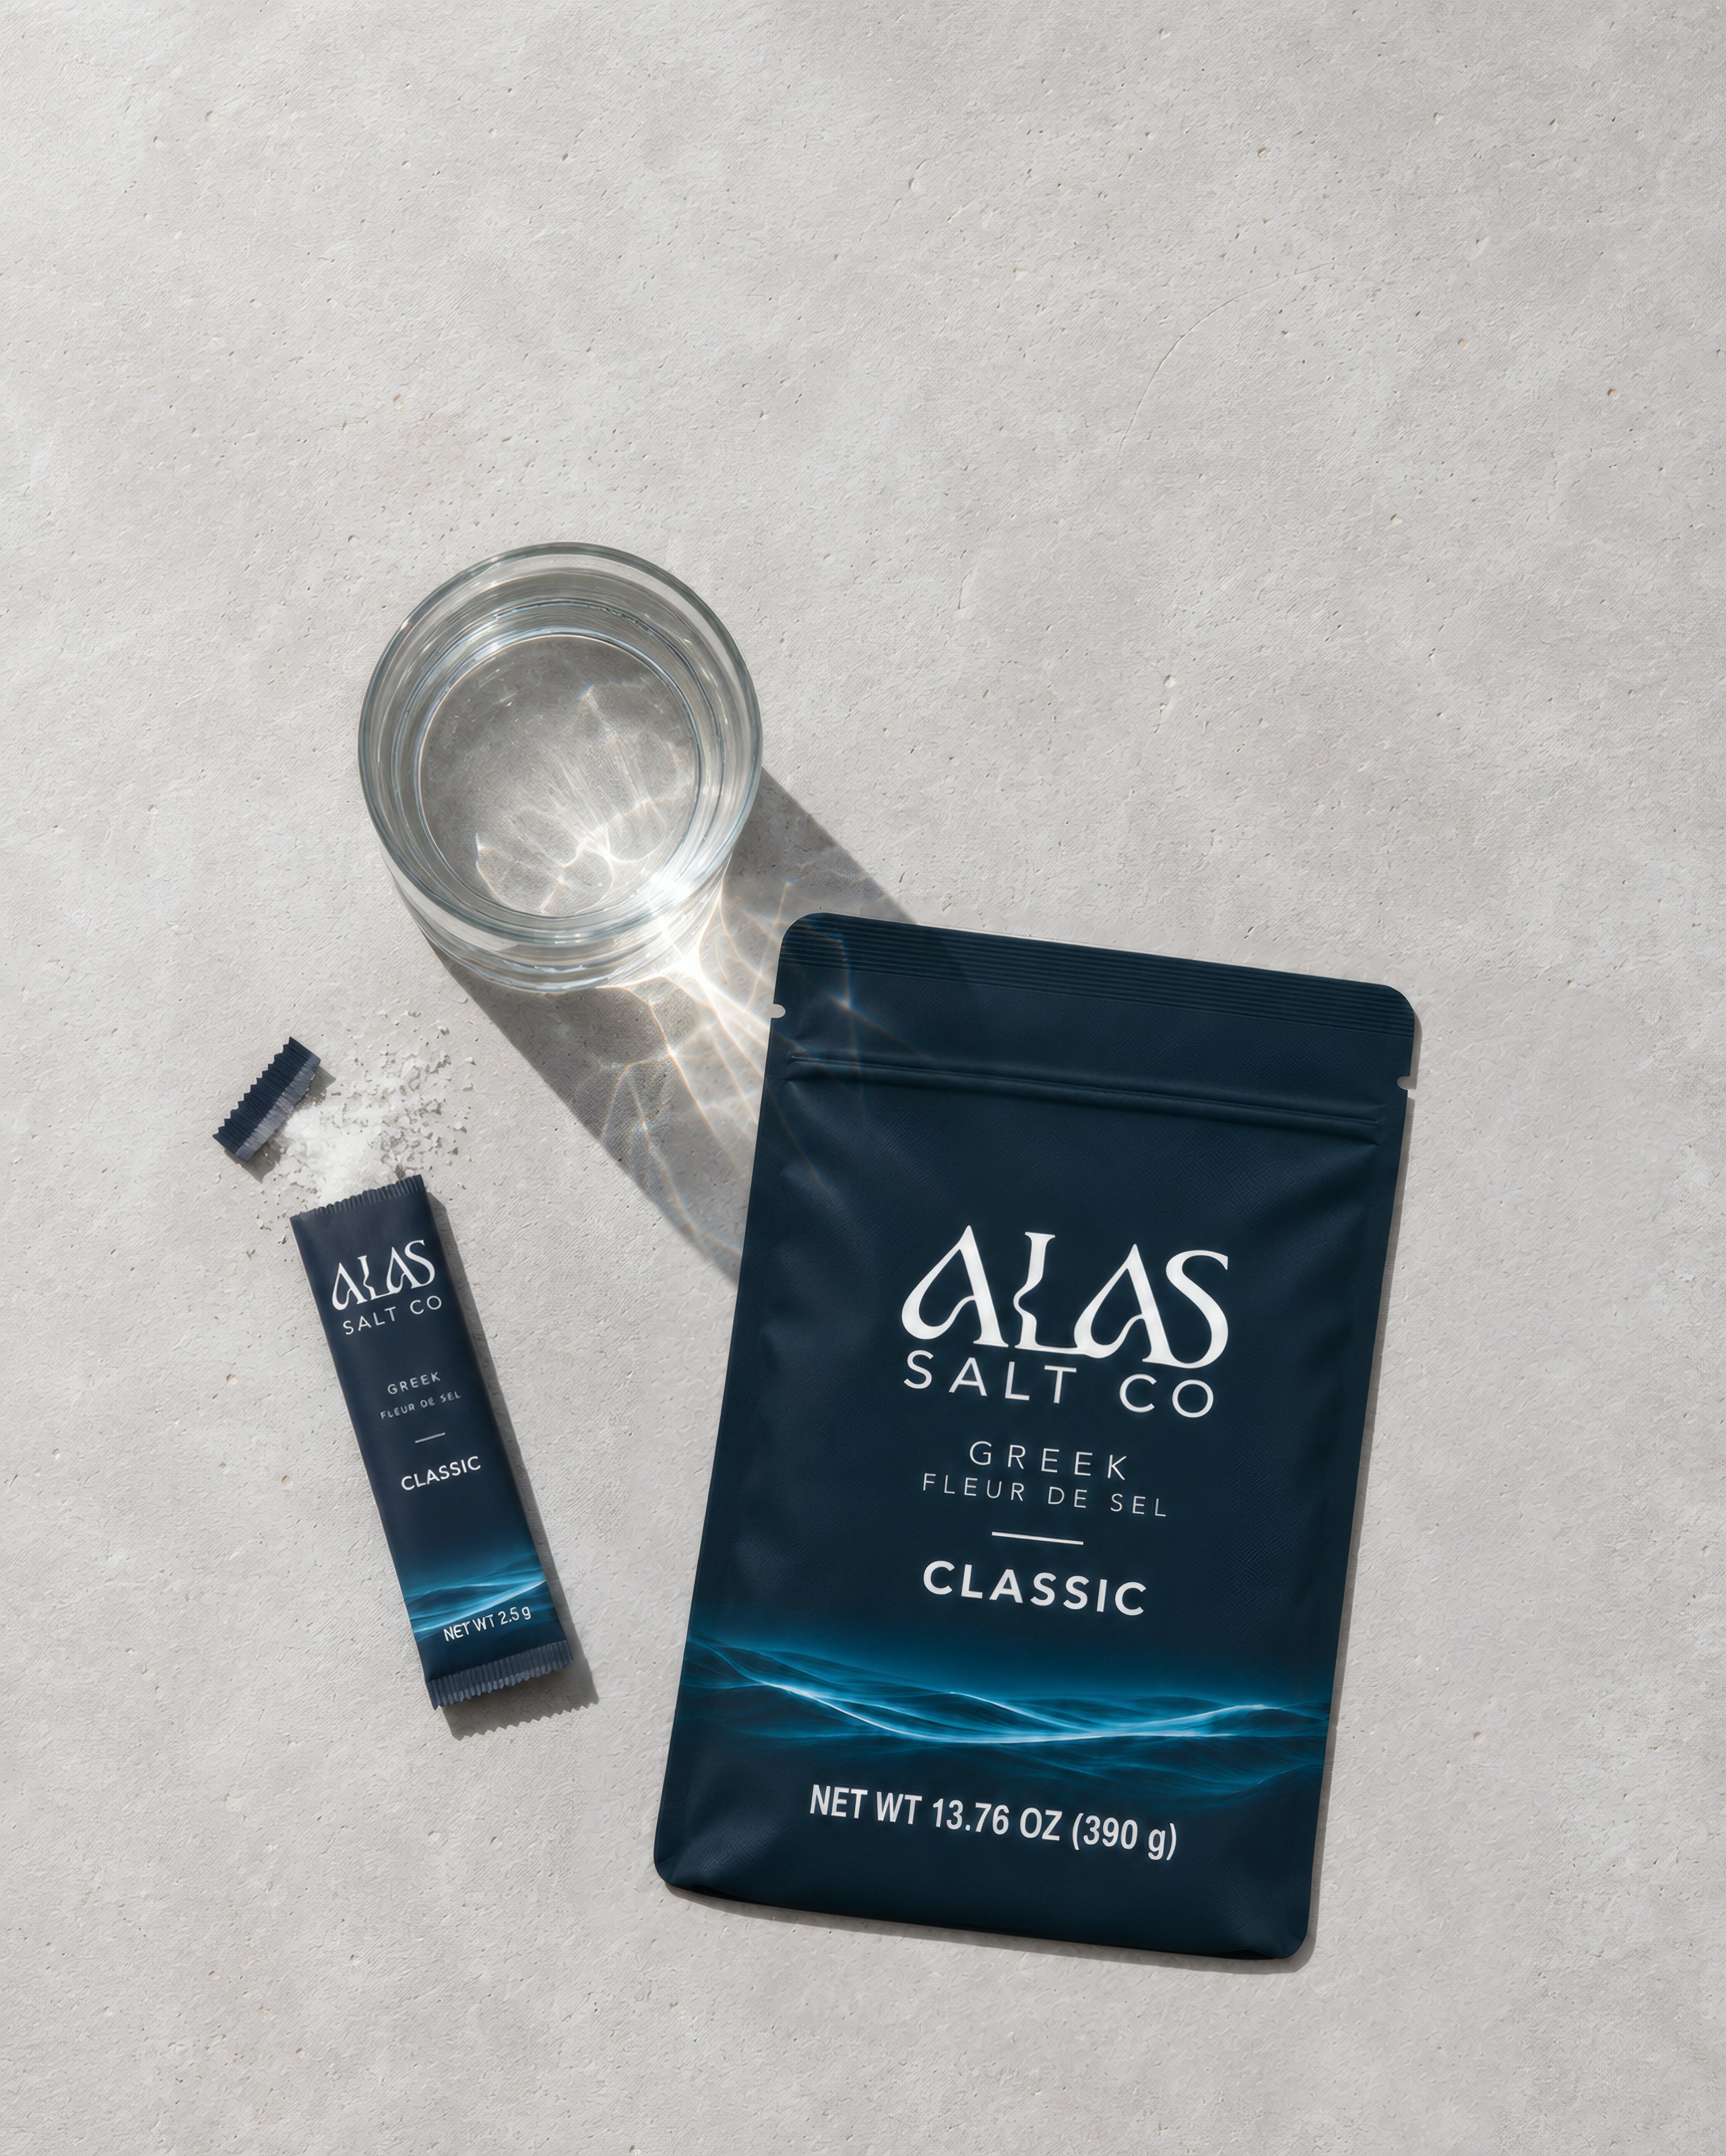 ALAS
SALT CO
GREEK
FLEUR DE SEL
CLASSIC
NET WT 2.5 g
ALAS
SALT CO
GREEK
FLEUR DE SEL
CLASSIC
NET WT 13.76 OZ (390 g)